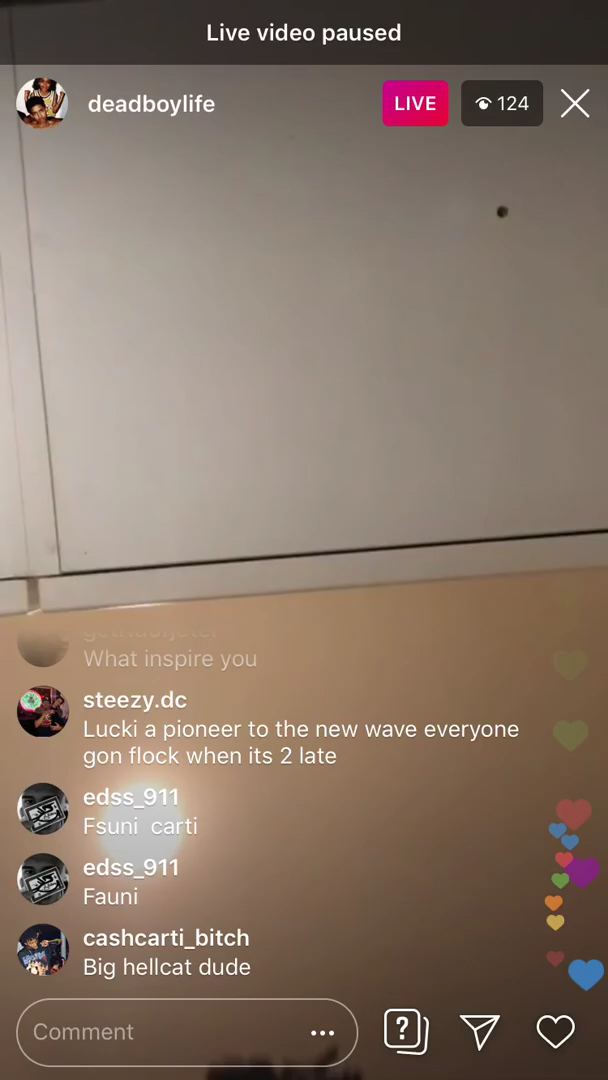 Live video paused
deadboylife
LIVE
124
What inspire you
steezy.dc
Lucki a pioneer to the new wave everyone
gon flock when its 2 late
edss_911
Fsuni carti
edss_911
Fauni
cashcarti_bitch
Big hellcat dude
Comment